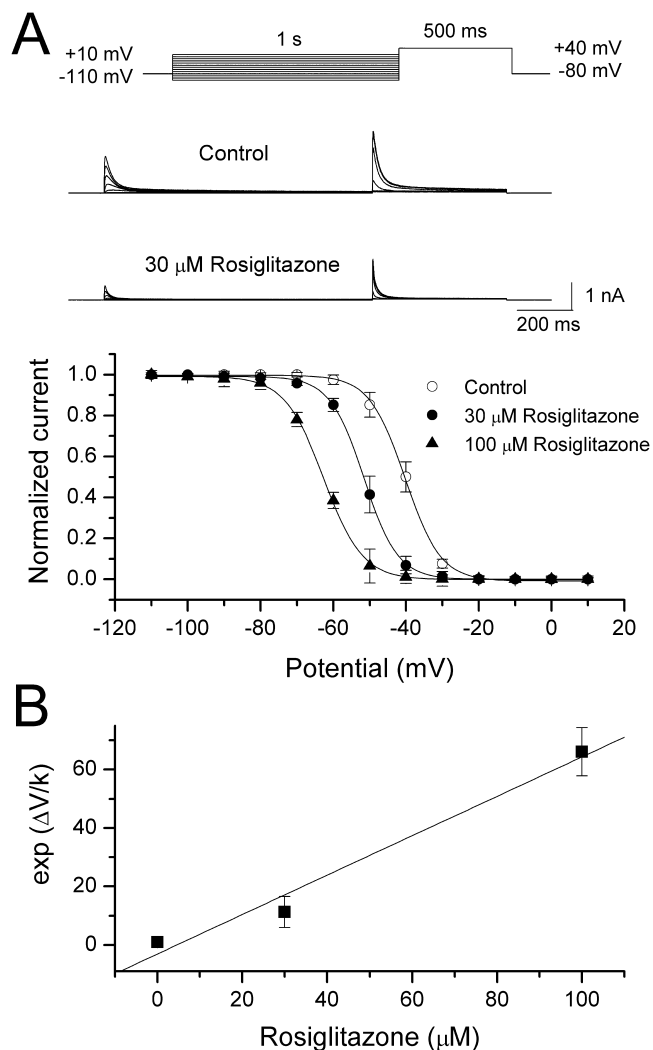 A
1 s
500 ms
+10 mV
-110 mV
+40 mV
-80 mV
Control
30 μM Rosiglitazone
1 nA
200 ms
Normalized current
1.0
0.8
0.6
0.4
0.2
0.0
Control
30 μM Rosiglitazone
100 μM Rosiglitazone
-120 -100 -80 -60 -40 -20 0 20
Potential (mV)
B
exp (ΔV/k)
60
40
20
0
0 20 40 60 80 100
Rosiglitazone (μM)